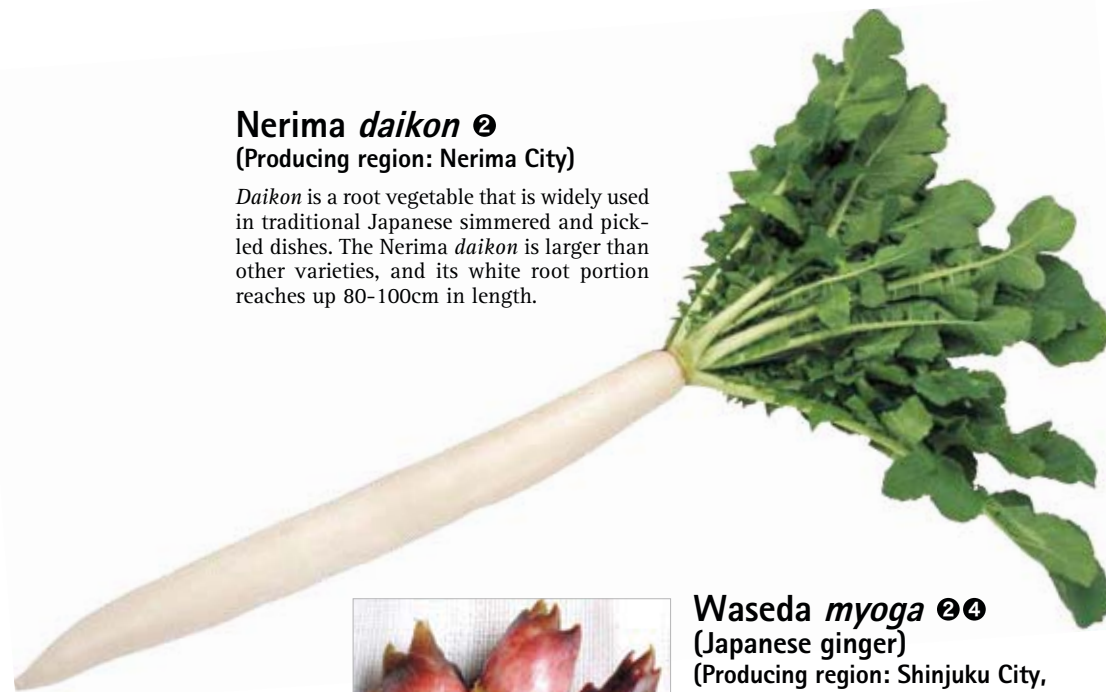 Nerima daikon ❷
(Producing region: Nerima City)
Daikon is a root vegetable that is widely used
in traditional Japanese simmered and pick-
led dishes. The Nerima daikon is larger than
other varieties, and its white root portion
reaches up 80-100cm in length.
Waseda myoga ❷❹
(Japanese ginger)
(Producing region: Shinjuku City,